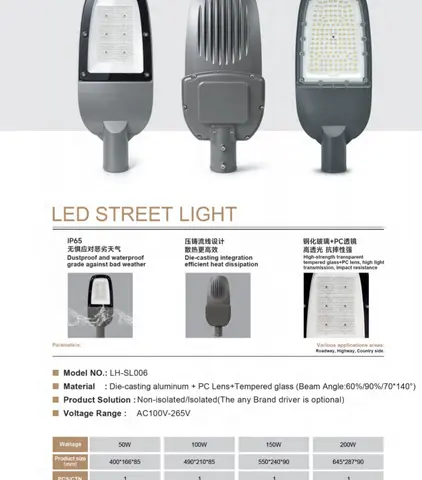 LED STREET LIGHT
IP65
无惧应对恶劣天气
Dustproof and waterproof
grade against bad weather
压铸流线设计
散热更高效
Die-casting integration
efficient heat dissipation
钢化玻璃+PC透镜
高透光 抗摔性强
High-strength transparent
tempered glass+PC lens, high light
transmission, impact resistance
Parameters:
Various applications areas:
Roadway, Highway, Country side.
Model NO.: LH-SL006
Material : Die-casting aluminum + PC Lens+Tempered glass (Beam Angle:60%/90%/70*140°)
Product Solution : Non-isolated/Isolated(The any Brand driver is optional)
Voltage Range : AC100V-265V
Wattage 50W 100W 150W 200W
Product size (mm) 400*166*85 490*210*85 550*240*90 645*287*90
PCS/CTN 1 1 1 1